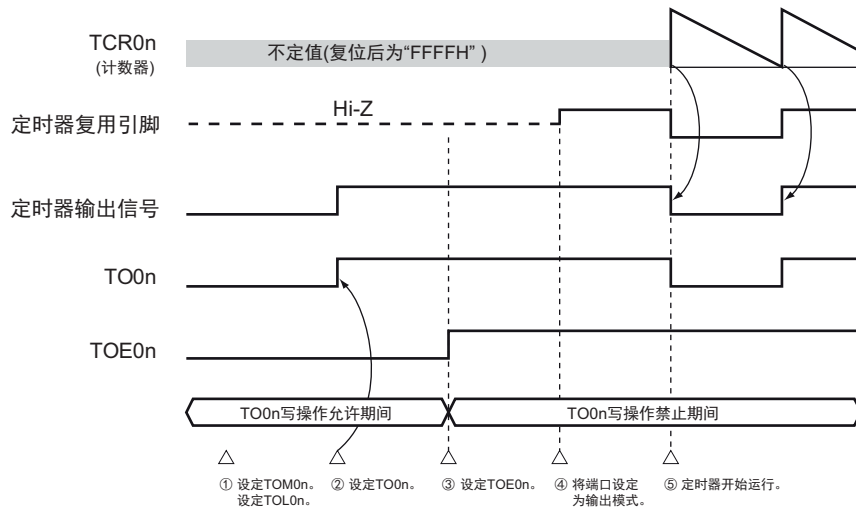 TCR0n
(计数器)
不定值(复位后为“FFFFH” )
定时器复用引脚
Hi-Z
定时器输出信号
TO0n
TOE0n
TO0n写操作允许期间
TO0n写操作禁止期间
① 设定TOM0n。
设定TOL0n。
② 设定TO0n。
③ 设定TOE0n。
④ 将端口设定
为输出模式。
⑤ 定时器开始运行。